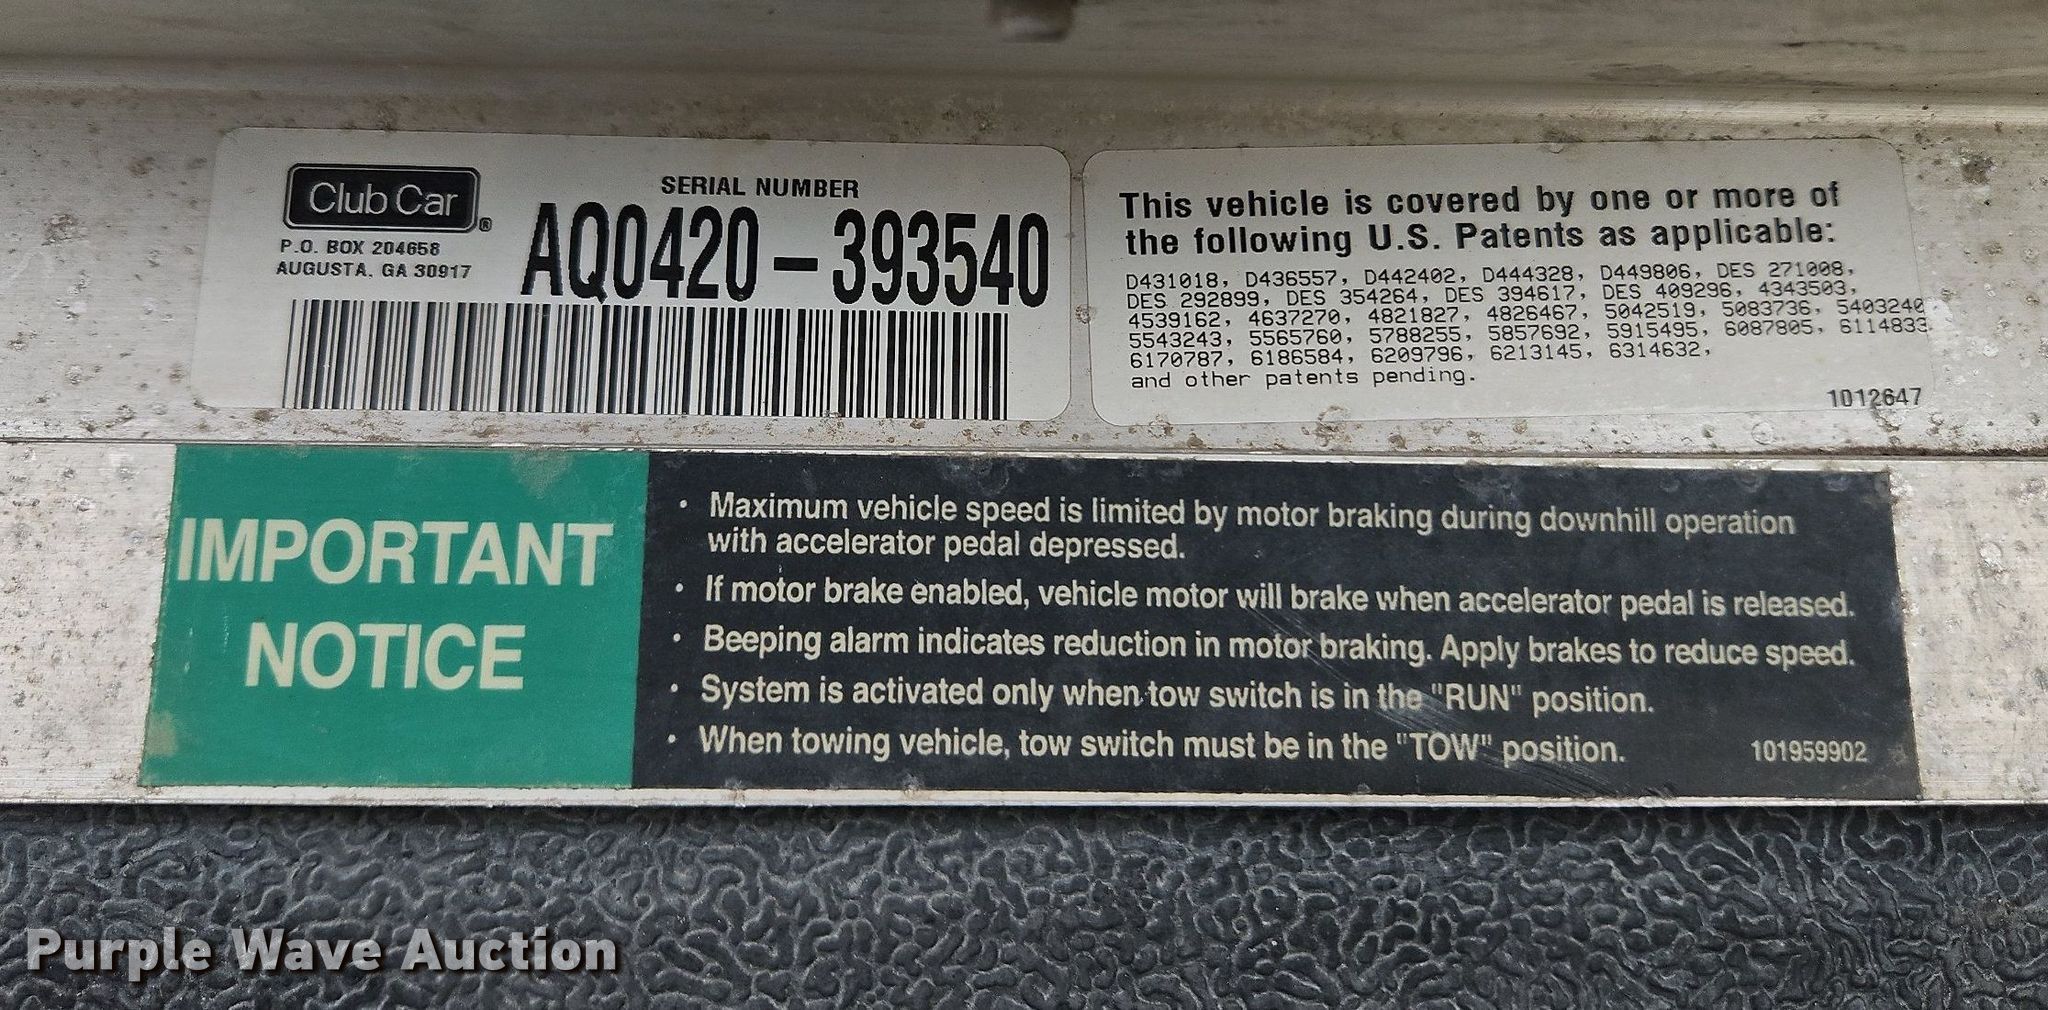 Club Car®
P.O. BOX 204658
AUGUSTA, GA 30917
SERIAL NUMBER
AQ0420-393540
This vehicle is covered by one or more of
the following U.S. Patents as applicable:
D431018, D436557, D442402, D444328, D449806, DES 271008,
DES 292899, DES 354264, DES 394617, DES 409296, 4343503,
4539162, 4637270, 4821827, 4826467, 5042519, 5083736, 5403240
5543243, 5565760, 5788255, 5857692, 5915495, 6087805, 6114833
6170787, 6186584, 6209796, 6213145, 6314632,
and other patents pending.
1012647
IMPORTANT
NOTICE
• Maximum vehicle speed is limited by motor braking during downhill operation
with accelerator pedal depressed.
• If motor brake enabled, vehicle motor will brake when accelerator pedal is released.
• Beeping alarm indicates reduction in motor braking. Apply brakes to reduce speed.
• System is activated only when tow switch is in the "RUN" position.
• When towing vehicle, tow switch must be in the "TOW" position.
101959902
Purple Wave Auction